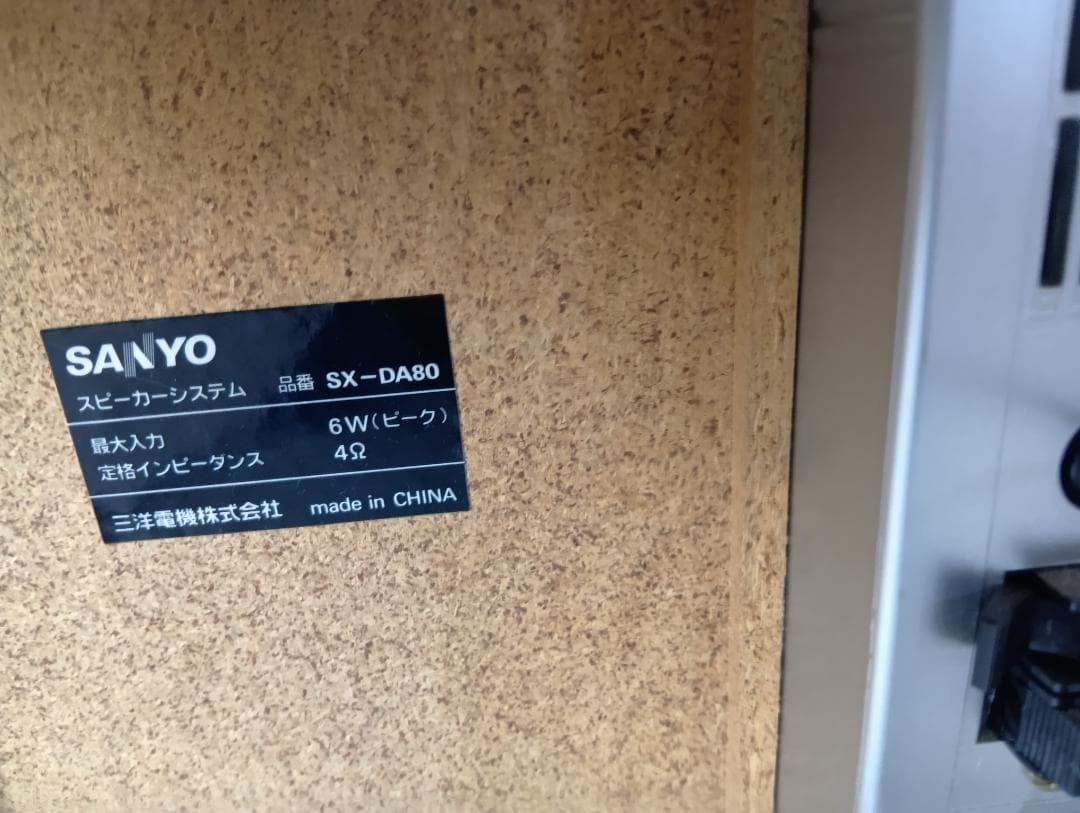 SANYO
スピーカーシステム 品番 SX-DA80
最大入力 6W(ピーク)
定格インピーダンス 4Ω
三洋電機株式会社 made in CHINA